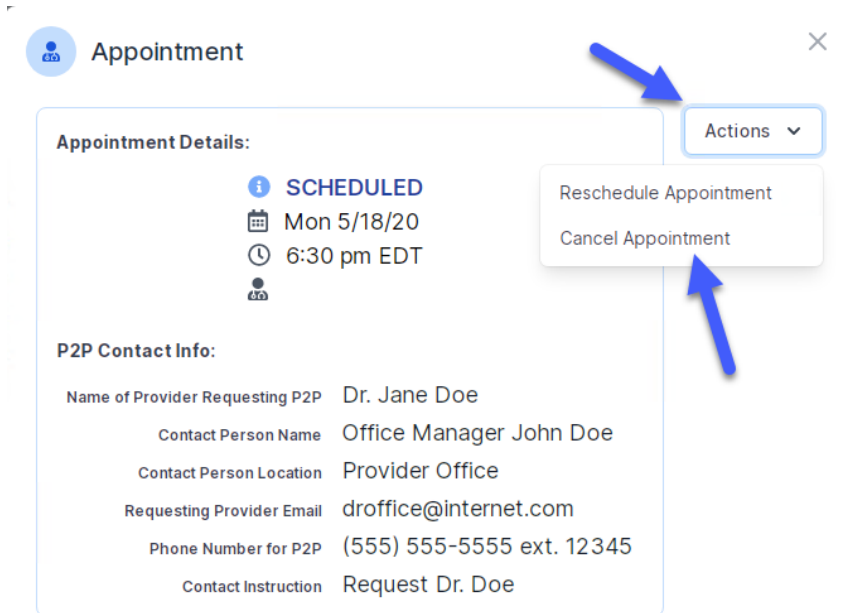 Appointment
Actions
Appointment Details:
SCHEDULED
Mon 5/18/20
6:30 pm EDT
Reschedule Appointment
Cancel Appointment
P2P Contact Info:
Name of Provider Requesting P2P Dr. Jane Doe
Contact Person Name Office Manager John Doe
Contact Person Location Provider Office
Requesting Provider Email droffice@internet.com
Phone Number for P2P (555) 555-5555 ext. 12345
Contact Instruction Request Dr. Doe